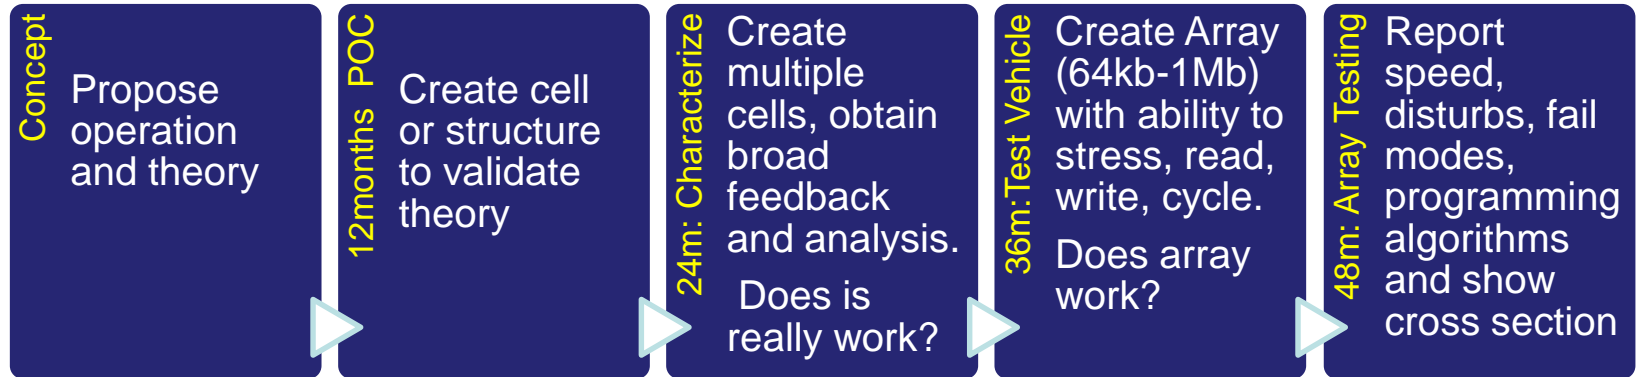 Concept
Propose
operation
and theory
12months POC
Create cell
or structure
to validate
theory
24m: Characterize
Create
multiple
cells, obtain
broad
feedback
and analysis.
Does is
really work?
36m:Test Vehicle
Create Array
(64kb-1Mb)
with ability to
stress, read,
write, cycle.
Does array
work?
48m: Array Testing
Report
speed,
disturbs, fail
modes,
programming
algorithms
and show
cross section